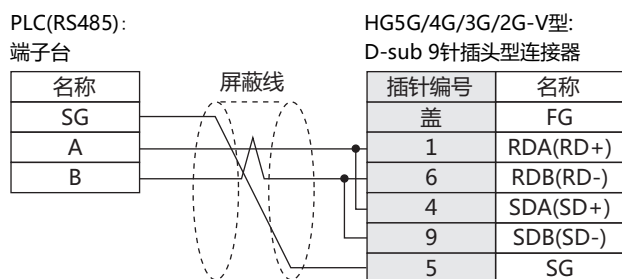 PLC(RS485):
端子台
HG5G/4G/3G/2G-V型:
D-sub 9针插头型连接器
名称
SG
A
B
屏蔽线
插针编号 名称
盖 FG
1 RDA(RD+)
6 RDB(RD-)
4 SDA(SD+)
9 SDB(SD-)
5 SG